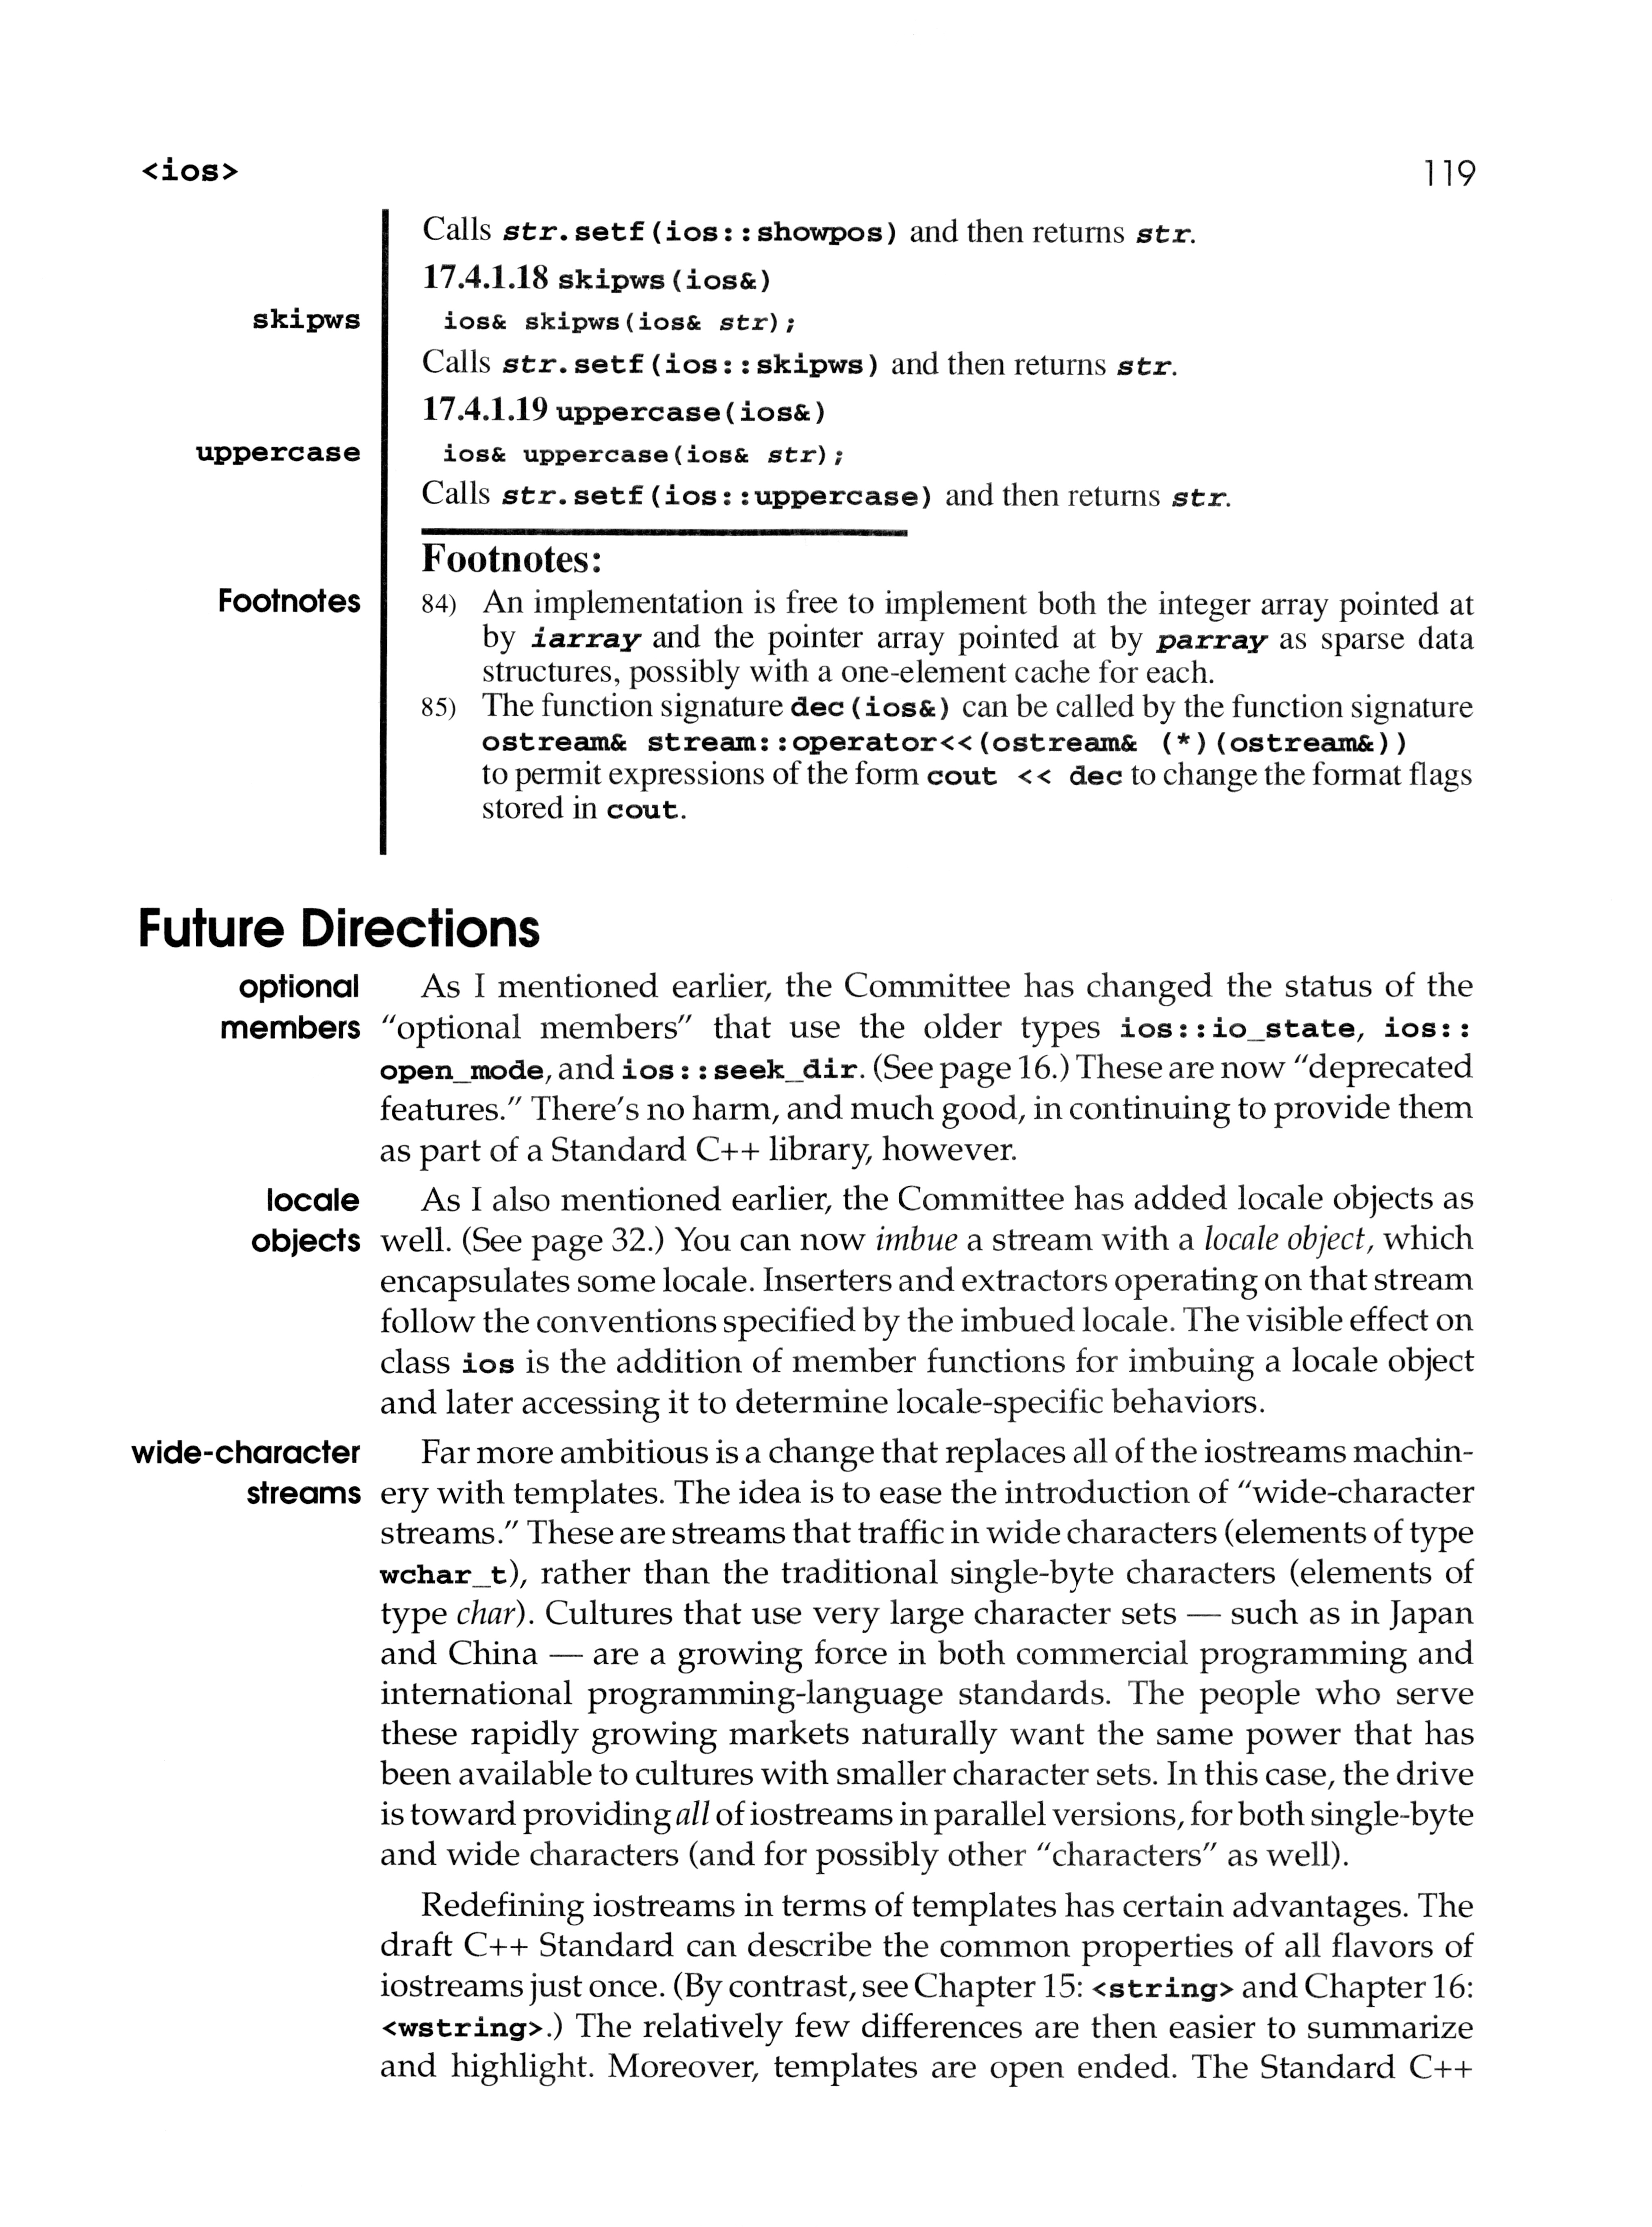 <ios> 119
Calls str.setf(ios::showpos) and then returns str.
17.4.1.18 skipws(ios&)
skipws ios& skipws(ios& str);
Calls str.setf(ios::skipws) and then returns str.
17.4.1.19 uppercase(ios&)
uppercase ios& uppercase(ios& str);
Calls str.setf(ios::uppercase) and then returns str.
Footnotes:
Footnotes 84) An implementation is free to implement both the integer array pointed at
by iarray and the pointer array pointed at by parray as sparse data
structures, possibly with a one-element cache for each.
85) The function signature dec(ios&) can be called by the function signature
ostream& stream::operator<<(ostream& (*)(ostream&))
to permit expressions of the form cout << dec to change the format flags
stored in cout.
Future Directions
optional As I mentioned earlier, the Committee has changed the status of the
members “optional members” that use the older types ios::io_state, ios::
open_mode, and ios::seek_dir. (See page 16.) These are now “deprecated
features.” There's no harm, and much good, in continuing to provide them
as part of a Standard C++ library, however.
locale As I also mentioned earlier, the Committee has added locale objects as
objects well. (See page 32.) You can now imbue a stream with a locale object, which
encapsulates some locale. Inserters and extractors operating on that stream
follow the conventions specified by the imbued locale. The visible effect on
class ios is the addition of member functions for imbuing a locale object
and later accessing it to determine locale-specific behaviors.
wide-character Far more ambitious is a change that replaces all of the iostreams machin-
streams ery with templates. The idea is to ease the introduction of “wide-character
streams.” These are streams that traffic in wide characters (elements of type
wchar_t), rather than the traditional single-byte characters (elements of
type char). Cultures that use very large character sets — such as in Japan
and China — are a growing force in both commercial programming and
international programming-language standards. The people who serve
these rapidly growing markets naturally want the same power that has
been available to cultures with smaller character sets. In this case, the drive
is toward providing all of iostreams in parallel versions, for both single-byte
and wide characters (and for possibly other “characters” as well).
Redefining iostreams in terms of templates has certain advantages. The
draft C++ Standard can describe the common properties of all flavors of
iostreams just once. (By contrast, see Chapter 15: <string> and Chapter 16:
<wstring>.) The relatively few differences are then easier to summarize
and highlight. Moreover, templates are open ended. The Standard C++